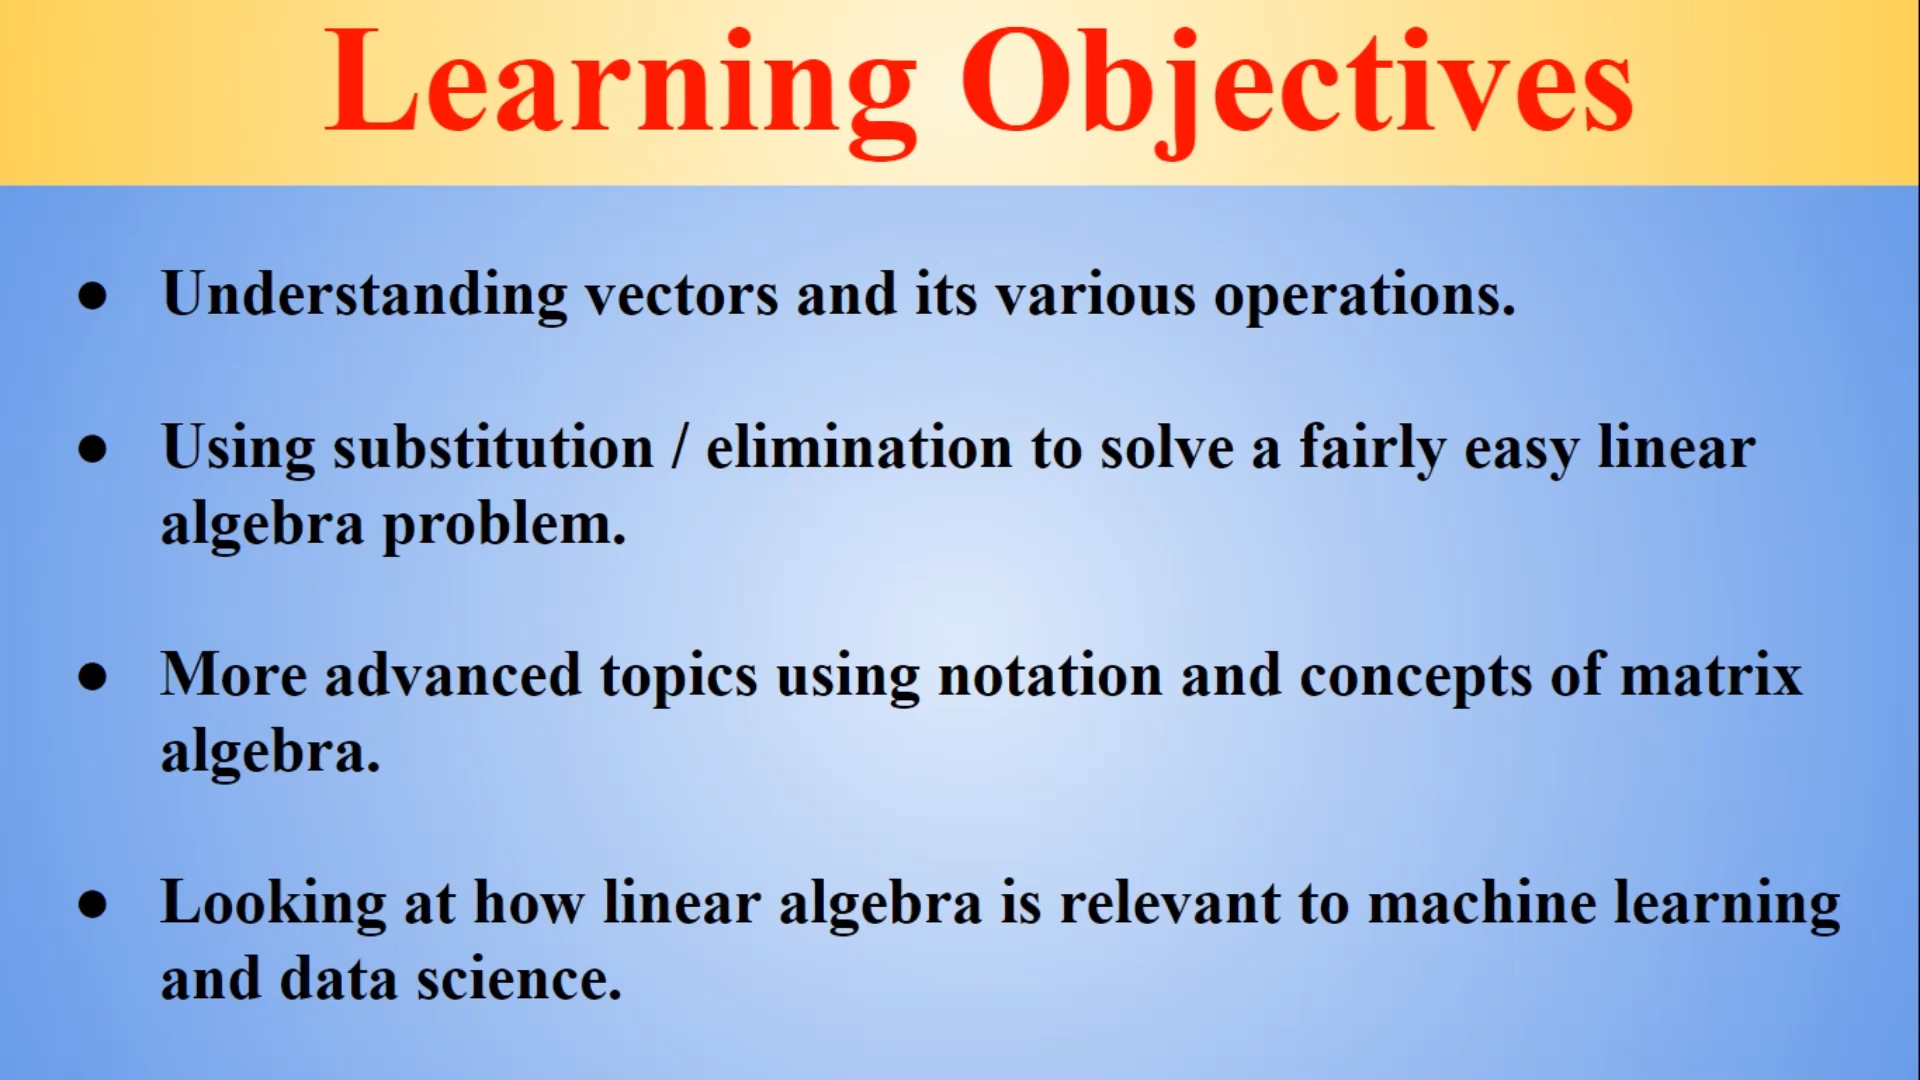 Learning Objectives
● Understanding vectors and its various operations.
● Using substitution / elimination to solve a fairly easy linear
algebra problem.
● More advanced topics using notation and concepts of matrix
algebra.
● Looking at how linear algebra is relevant to machine learning
and data science.